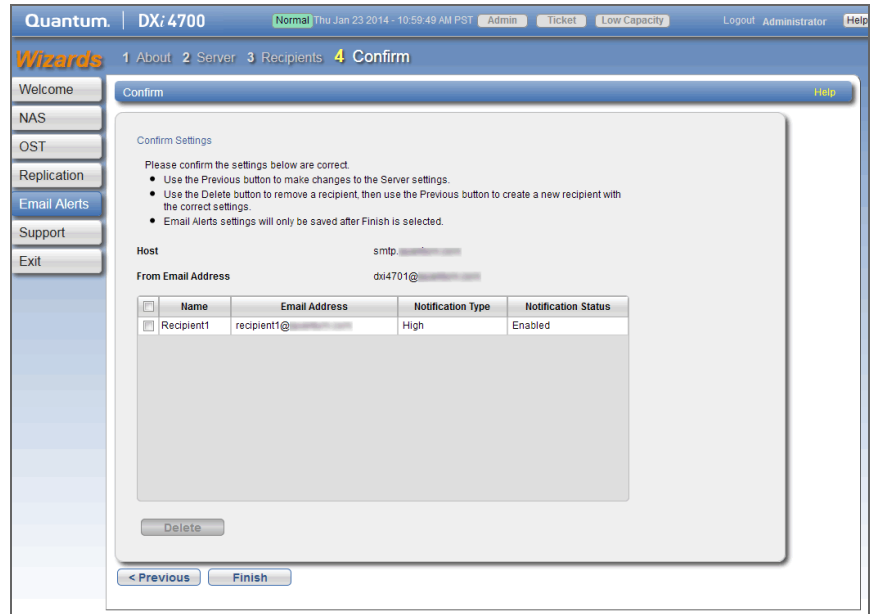 Quantum. DXi 4700 Normal Thu Jan 23 2014 - 10:59:49 AM PST Admin Ticket Low Capacity Logout Administrator Help
Wizards 1 About 2 Server 3 Recipients 4 Confirm
Welcome
NAS
OST
Replication
Email Alerts
Support
Exit
Confirm Help
Confirm Settings
Please confirm the settings below are correct.
• Use the Previous button to make changes to the Server settings.
• Use the Delete button to remove a recipient, then use the Previous button to create a new recipient with
the correct settings.
• Email Alerts settings will only be saved after Finish is selected.
Host smtp.
From Email Address dxi4701@
Name Email Address Notification Type Notification Status
Recipient1 recipient1@ High Enabled
Delete
< Previous Finish